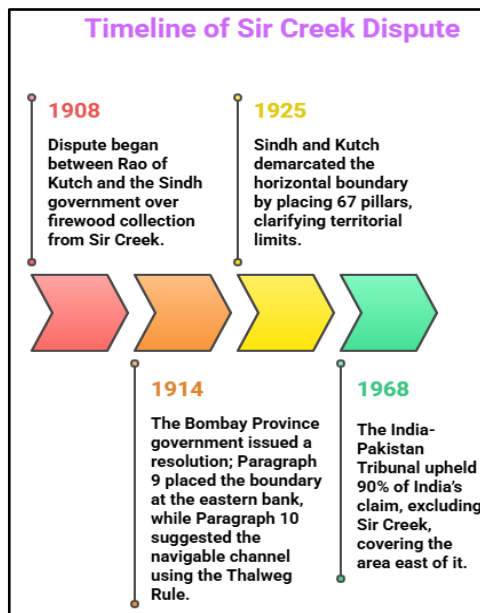 Timeline of Sir Creek Dispute
1908
Dispute began
between Rao of
Kutch and the Sindh
government over
firewood collection
from Sir Creek.
1925
Sindh and Kutch
demarcated the
horizontal boundary
by placing 67 pillars,
clarifying territorial
limits.
1914
The Bombay Province
government issued a
resolution; Paragraph
9 placed the boundary
at the eastern bank,
while Paragraph 10
suggested the
navigable channel
using the Thalweg
Rule.
1968
The India-
Pakistan
Tribunal upheld
90% of India's
claim, excluding
Sir Creek,
covering the
area east of it.